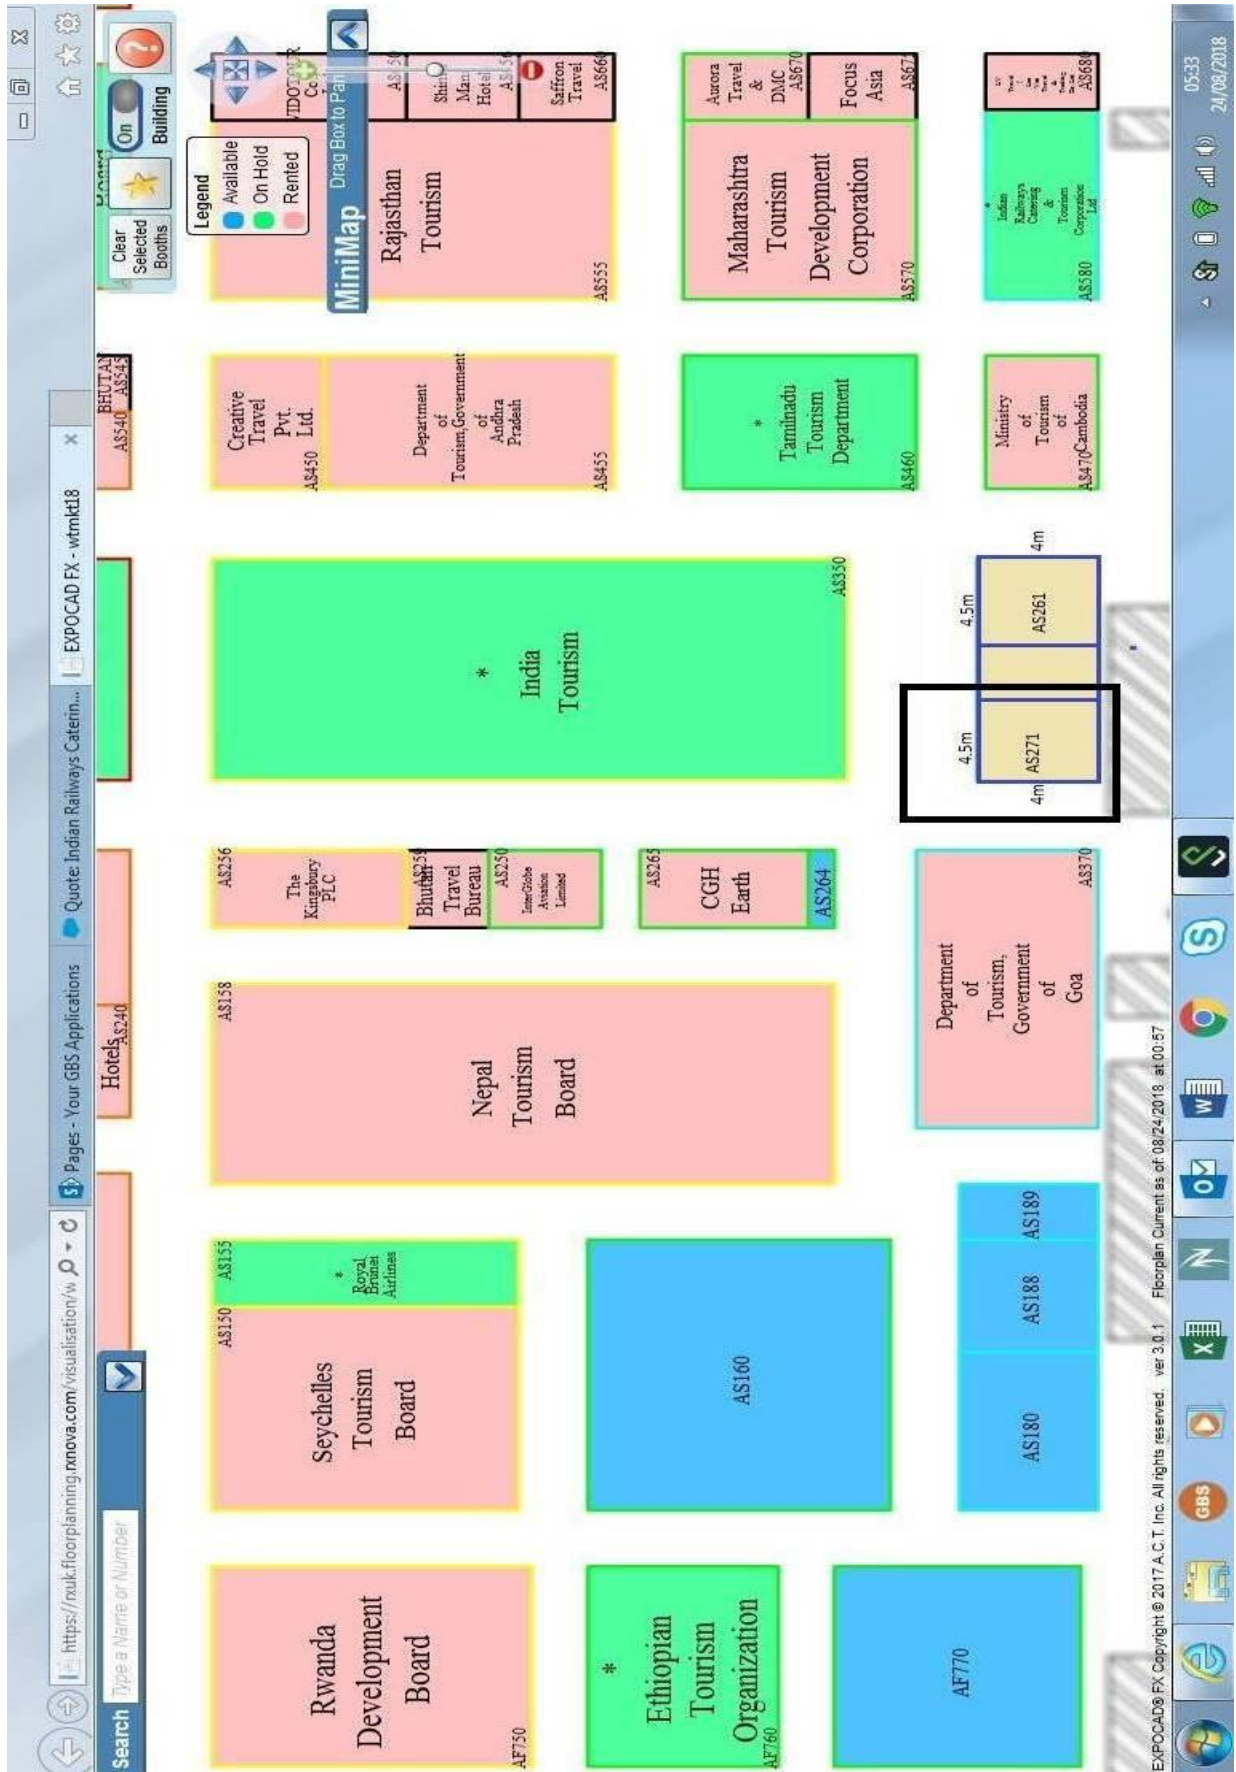 https://rxuk.floorplanning.rxnova.com/visualisation/w
Pages - Your GBS Applications
Quote: Indian Railways Caterin...
EXPOCAD FX - wtmkt18
Search
Type a Name or Number
Hotels
AS240
AS540
BHUTAN
AS545
Clear
Selected
Booths
On
Building
Legend
Available
On Hold
Rented
MiniMap
Drag Box to Pan
Rwanda
Development
Board
AF750
*
Ethiopian
Tourism
Organization
AF760
AF770
AS150
Seychelles
Tourism
Board
AS155
*
Royal
Brunei
Airlines
AS160
AS180
AS188
AS189
AS158
Nepal
Tourism
Board
AS256
The
Kingsbury
PLC
AS259
Bhutan
Travel
Bureau
AS250
InterGlobe
Aviation
Limited
AS265
CGH
Earth
AS264
Department
of
Tourism,
Government
of
Goa
AS370
*
India
Tourism
AS350
4.5m
4m
AS271
4.5m
4m
AS261
Creative
Travel
Pvt.
Ltd.
AS450
Department
of
Tourism,Government
of
Andhra
Pradesh
AS455
*
Tamilnadu
Tourism
Department
AS460
Ministry
of
Tourism
of
Cambodia
AS470
Rajasthan
Tourism
AS555
VIDOTOUR
Saffron
Travel
AS660
Maharashtra
Tourism
Development
Corporation
AS570
Aurora
Travel
&
DMC
AS670
Focus
Asia
AS675
*
Indian
Railways
Catering
&
Tourism
Corporation
Ltd
AS580
AS680
EXPOCAD® FX Copyright © 2017 A.C.T. Inc. All rights reserved. ver 3.0.1 Floorplan Current as of: 08/24/2018 at 00:57
GBS
05:33
24/08/2018